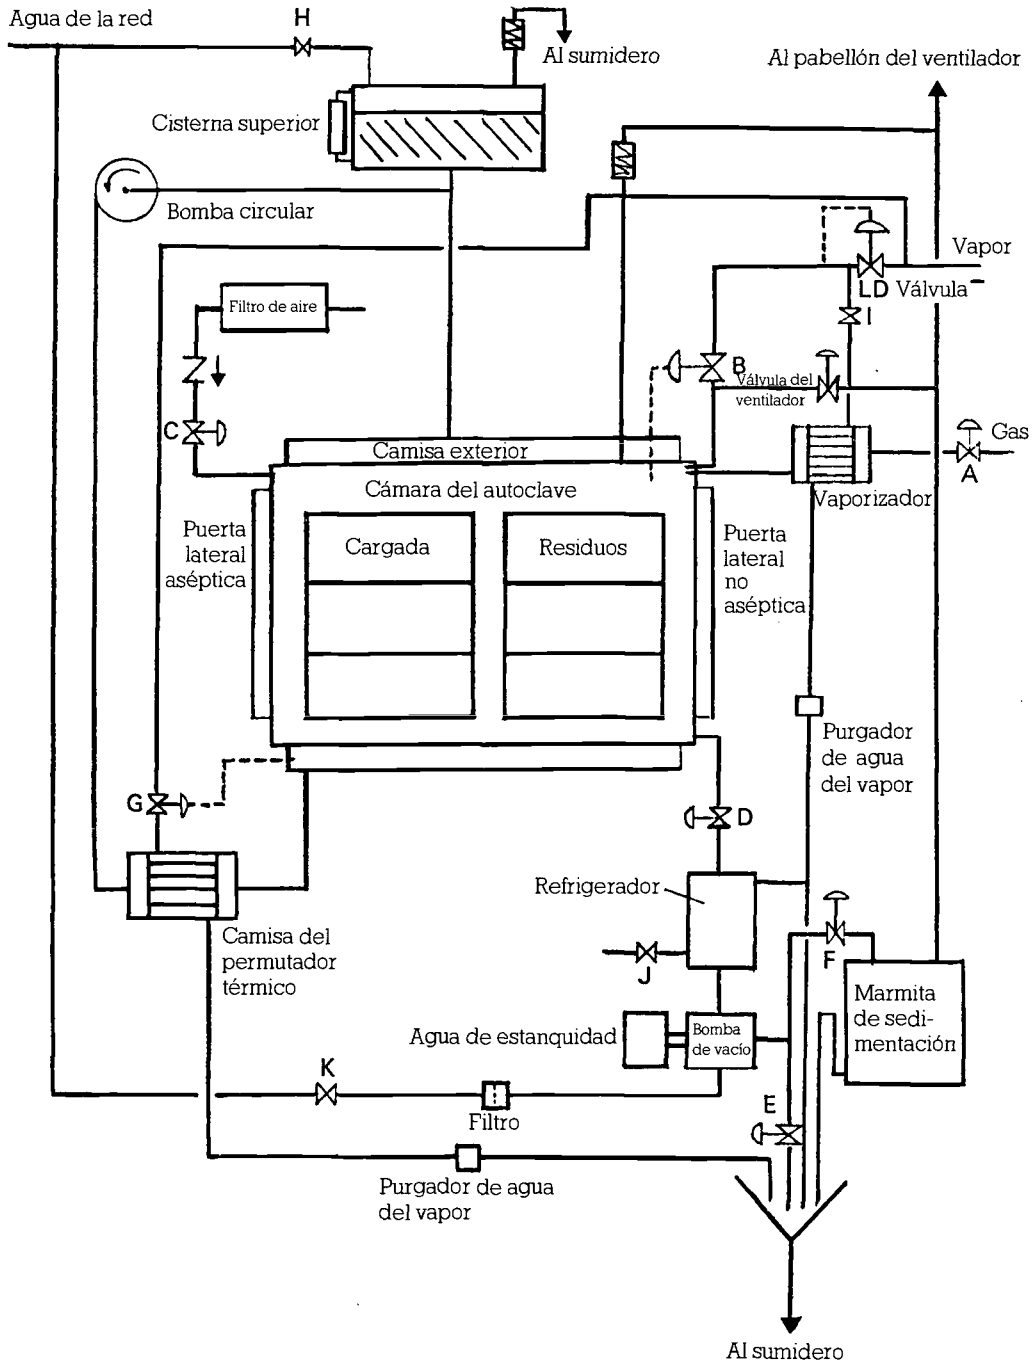 Agua de la red
H
Al sumidero
Al pabellón del ventilador
Cisterna superior
Bomba circular
Vapor
LD Válvula
I
Filtro de aire
B
Válvula del
ventilador
C
Gas
A
Camisa exterior
Vaporizador
Cámara del autoclave
Puerta
lateral
aséptica
Cargada
Residuos
Puerta
lateral
no
aséptica
Purgador
de agua
del vapor
G
D
Refrigerador
Camisa del
permutador
térmico
J
F
Marmita
de sedi-
mentación
Agua de estanquidad
Bomba
de vacío
K
Filtro
E
Purgador de agua
del vapor
Al sumidero